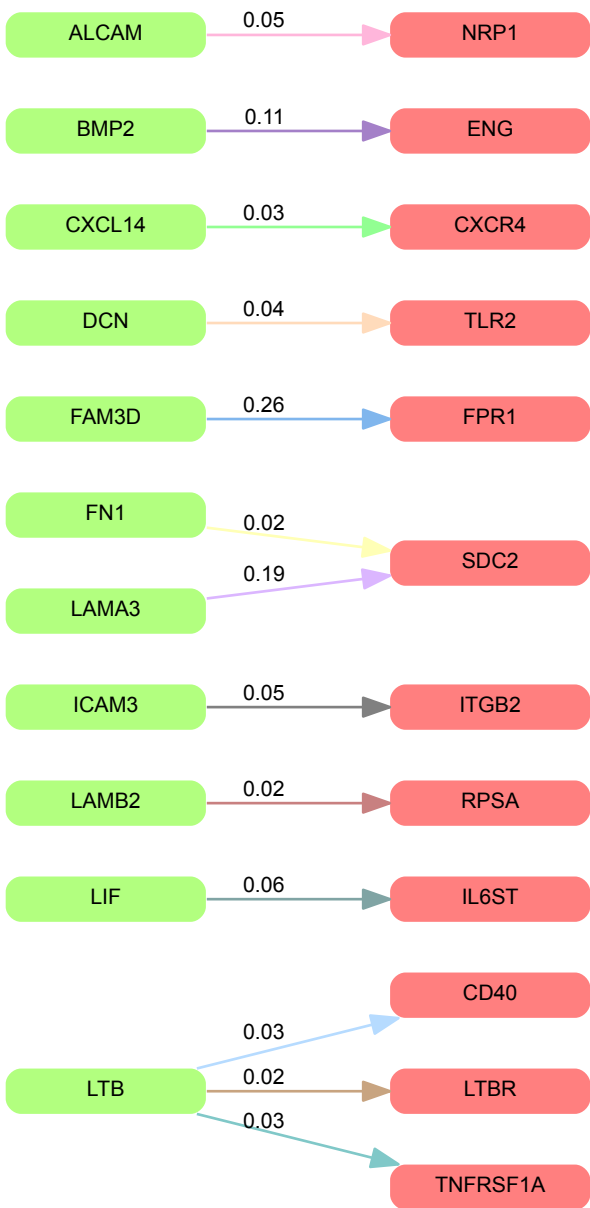 ALCAM 0.05 NRP1
BMP2 0.11 ENG
CXCL14 0.03 CXCR4
DCN 0.04 TLR2
FAM3D 0.26 FPR1
FN1
0.02
SDC2
0.19
LAMA3
ICAM3 0.05 ITGB2
LAMB2 0.02 RPSA
LIF 0.06 IL6ST
CD40
0.03
LTB 0.02 LTBR
0.03
TNFRSF1A